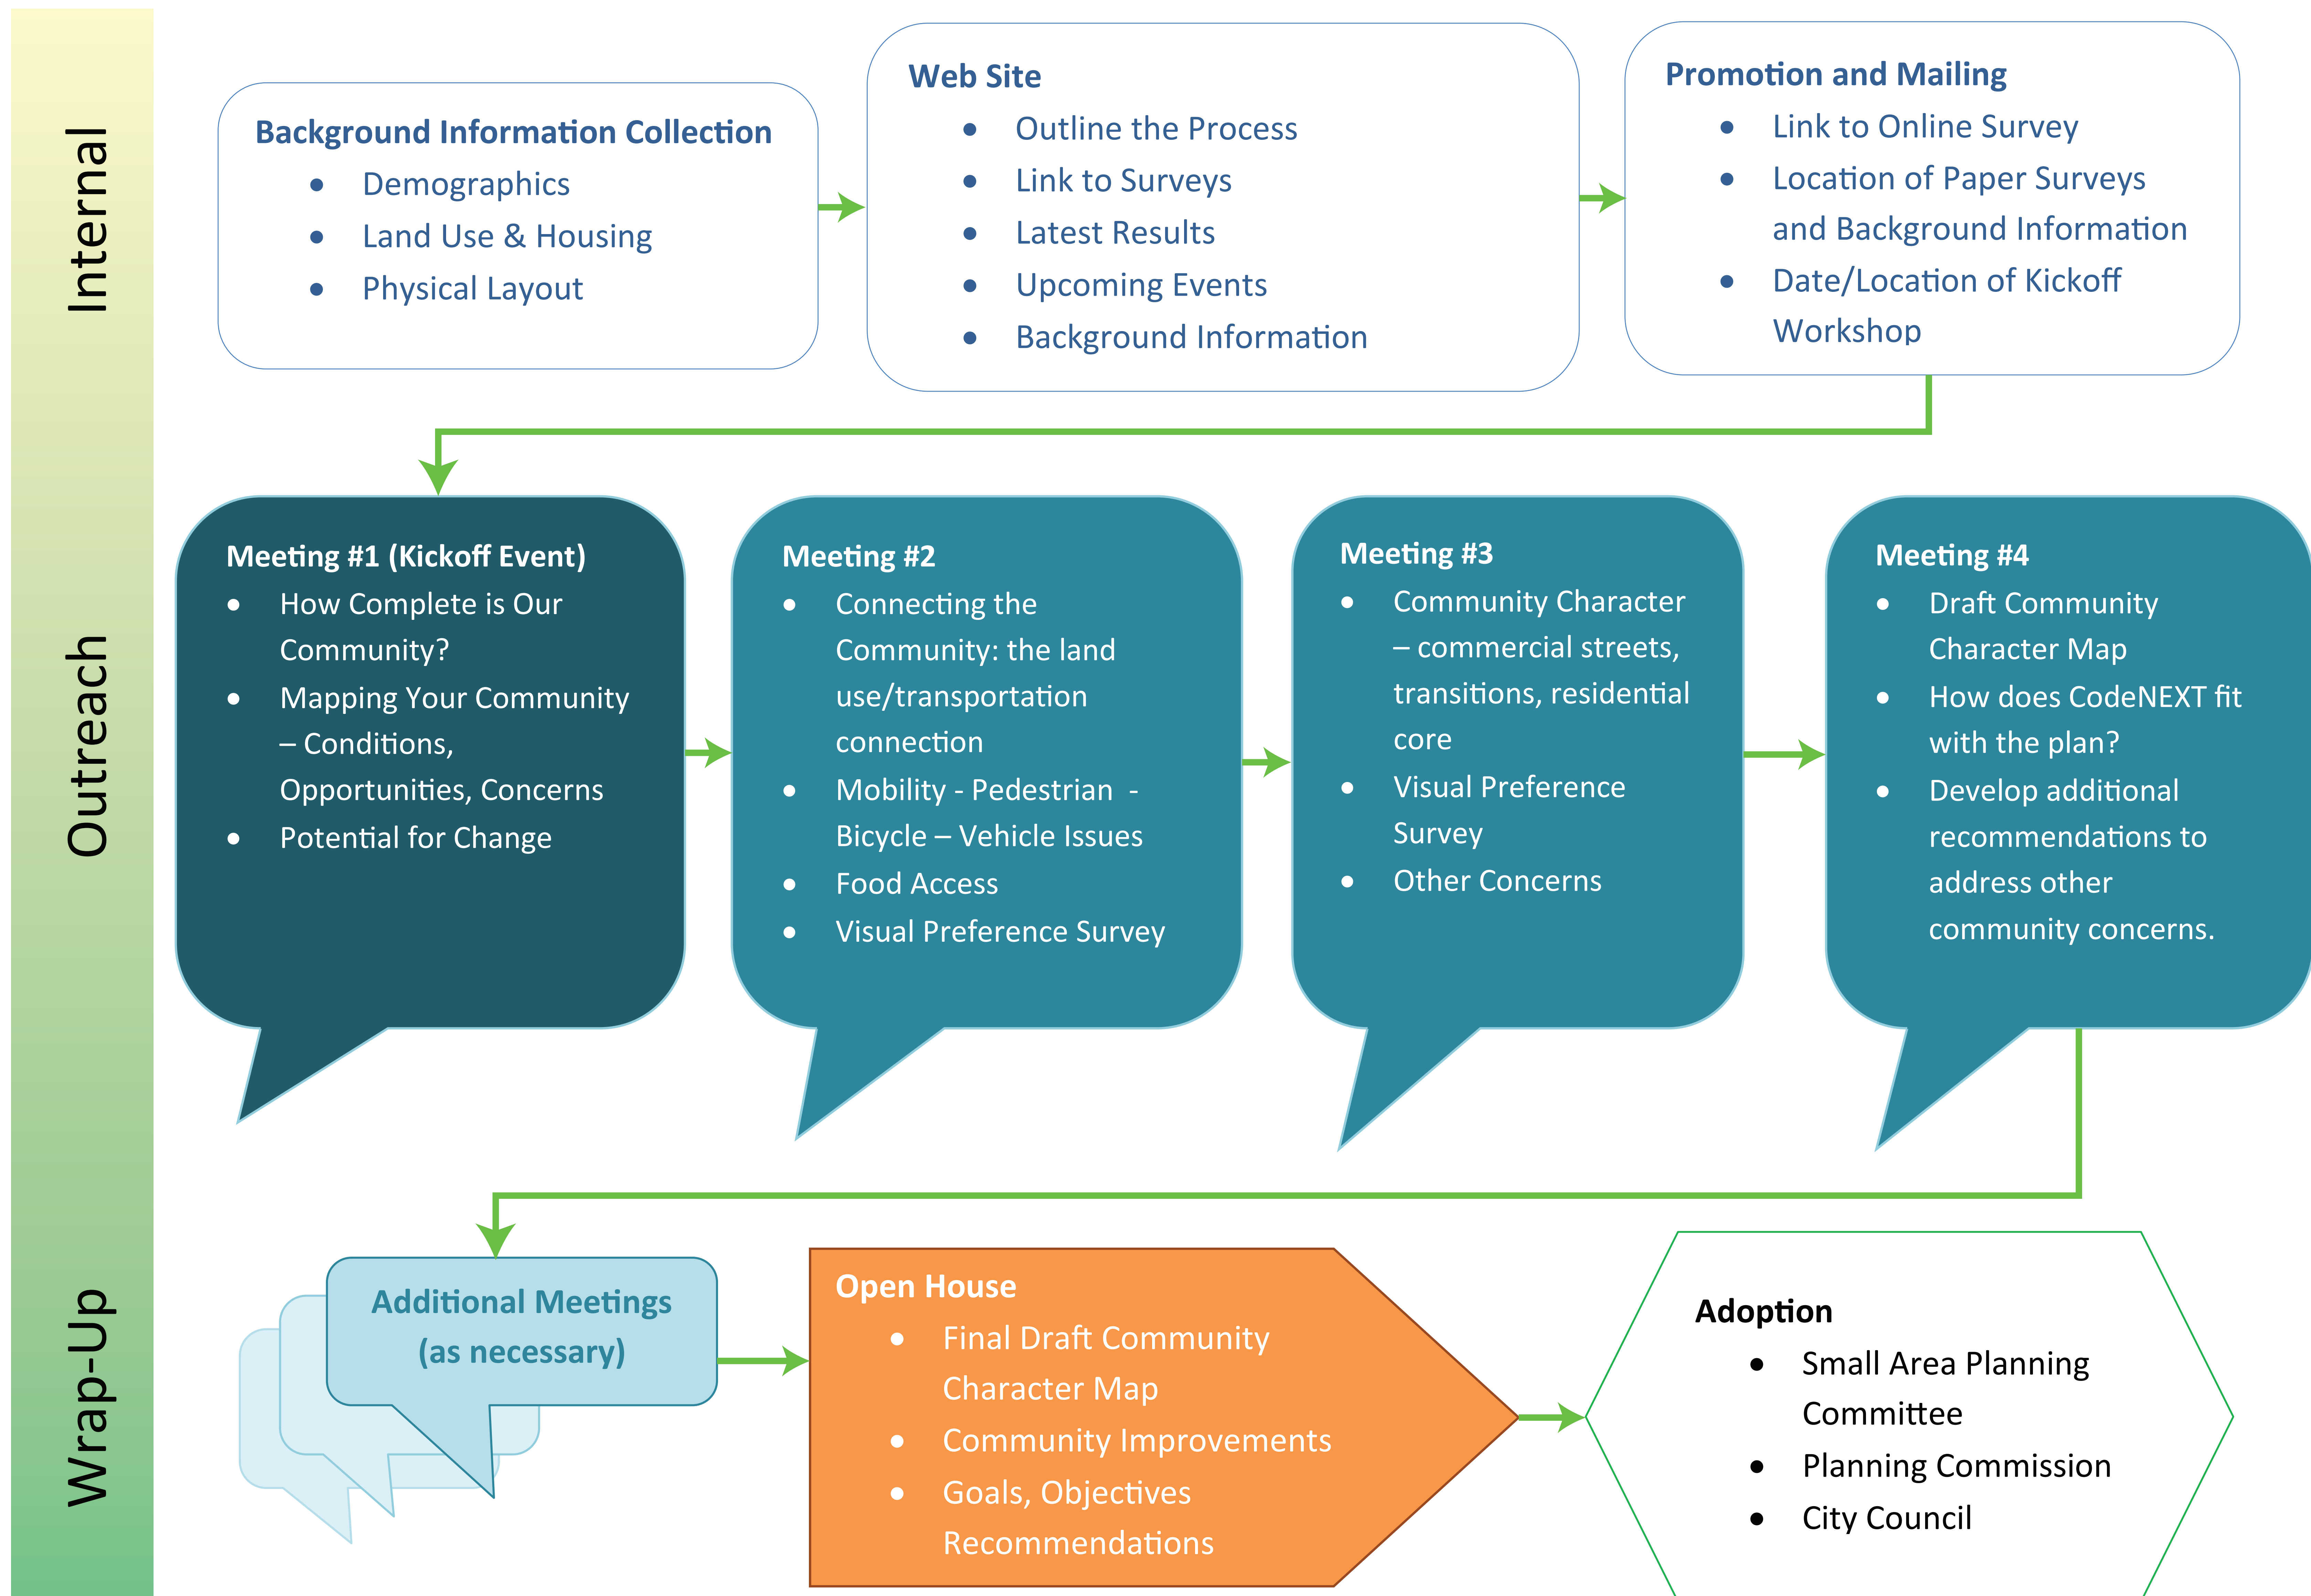 Internal
Background Information Collection
• Demographics
• Land Use & Housing
• Physical Layout
Web Site
• Outline the Process
• Link to Surveys
• Latest Results
• Upcoming Events
• Background Information
Promotion and Mailing
• Link to Online Survey
• Location of Paper Surveys
and Background Information
• Date/Location of Kickoff
Workshop
Outreach
Meeting #1 (Kickoff Event)
• How Complete is Our
Community?
• Mapping Your Community
– Conditions,
Opportunities, Concerns
• Potential for Change
Meeting #2
• Connecting the
Community: the land
use/transportation
connection
• Mobility - Pedestrian -
Bicycle – Vehicle Issues
• Food Access
• Visual Preference Survey
Meeting #3
• Community Character
– commercial streets,
transitions, residential
core
• Visual Preference
Survey
• Other Concerns
Meeting #4
• Draft Community
Character Map
• How does CodeNEXT fit
with the plan?
• Develop additional
recommendations to
address other
community concerns.
Wrap-Up
Additional Meetings
(as necessary)
Open House
• Final Draft Community
Character Map
• Community Improvements
• Goals, Objectives
Recommendations
Adoption
• Small Area Planning
Committee
• Planning Commission
• City Council